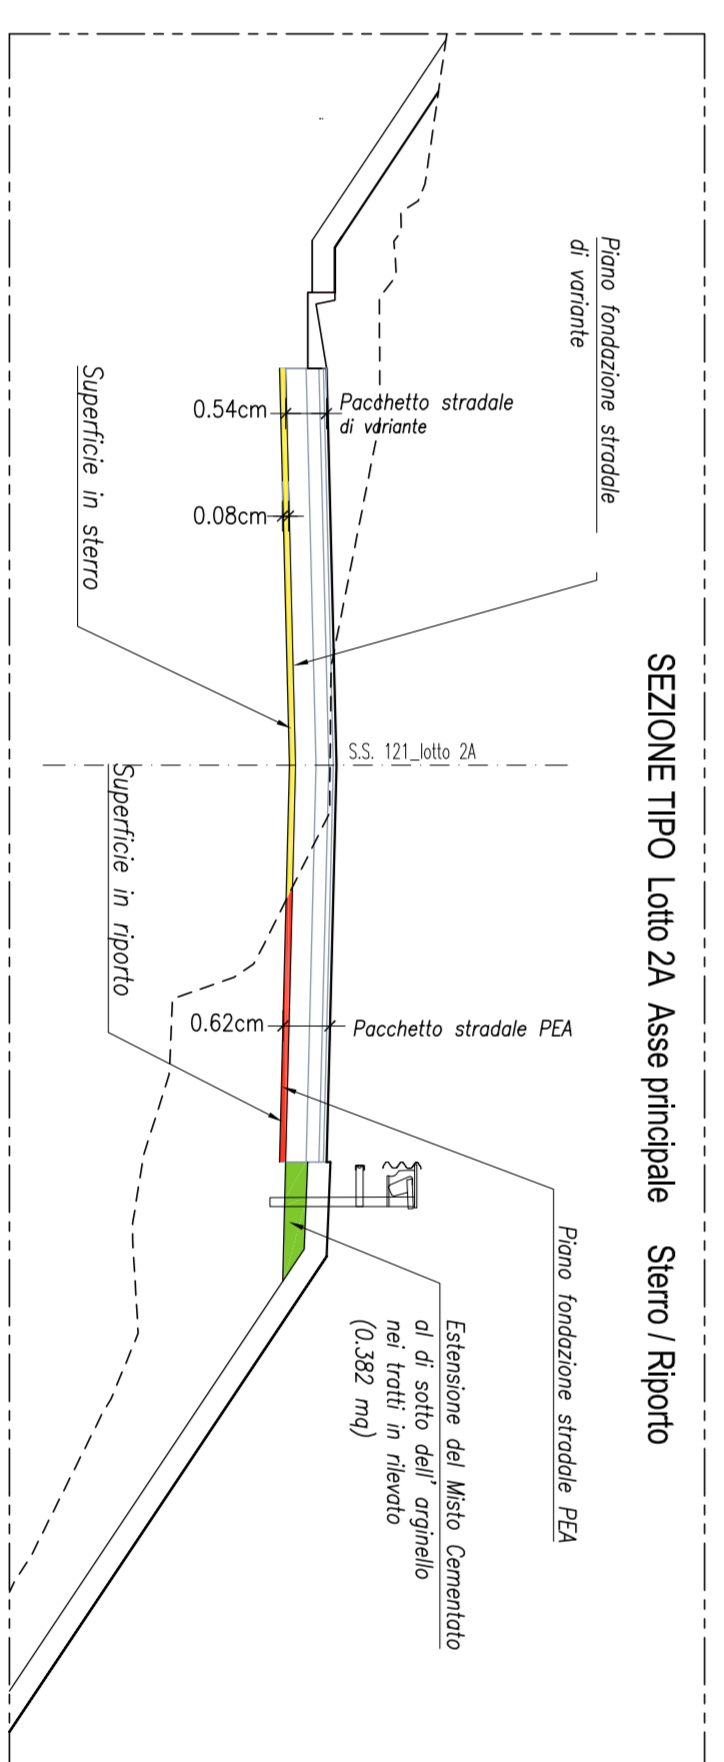 SEZIONE TIPO Lotto 2A Asse principale Sterro / Riporto
Piano fondazione stradale
di variante
Pacchetto stradale
di variante
0.54cm
0.08cm
Superficie in sterro
S.S. 121_lotto 2A
Superficie in riporto
0.62cm
Pacchetto stradale PEA
Piano fondazione stradale PEA
Estensione del Misto Cementato
al di sotto dell' arginello
nei tratti in rilevato
(0.382 mq)